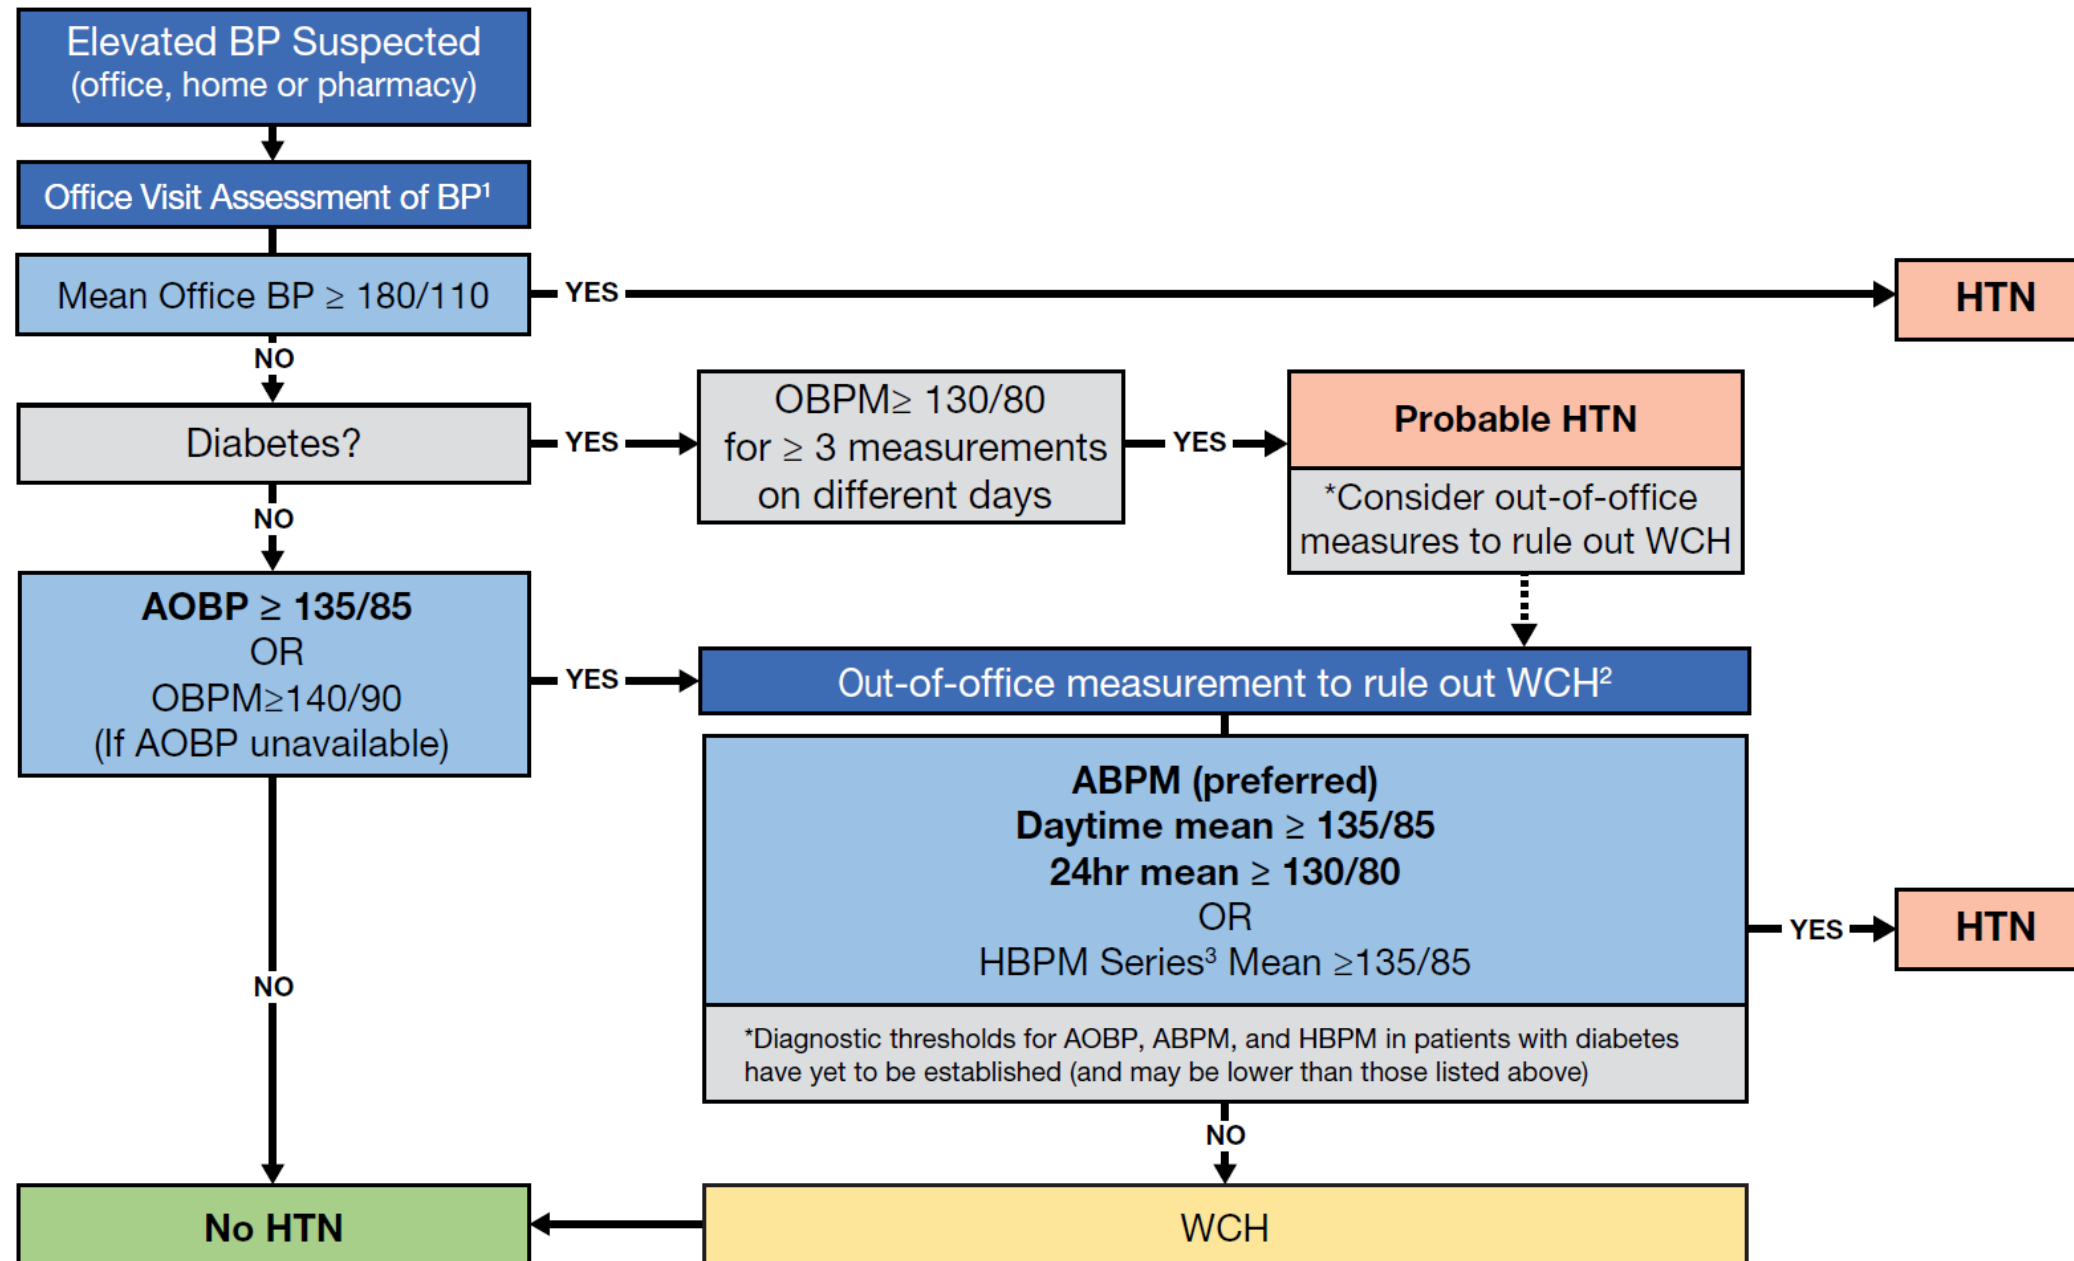 Elevated BP Suspected
(office, home or pharmacy)
Office Visit Assessment of BP¹
Mean Office BP ≥ 180/110
YES
HTN
NO
Diabetes?
YES
OBPM≥ 130/80
for ≥ 3 measurements
on different days
YES
Probable HTN
*Consider out-of-office
measures to rule out WCH
NO
AOBP ≥ 135/85
OR
OBPM≥140/90
(If AOBP unavailable)
YES
Out-of-office measurement to rule out WCH²
ABPM (preferred)
Daytime mean ≥ 135/85
24hr mean ≥ 130/80
OR
HBPM Series³ Mean ≥135/85
YES
HTN
*Diagnostic thresholds for AOBP, ABPM, and HBPM in patients with diabetes
have yet to be established (and may be lower than those listed above)
NO
NO
No HTN
WCH